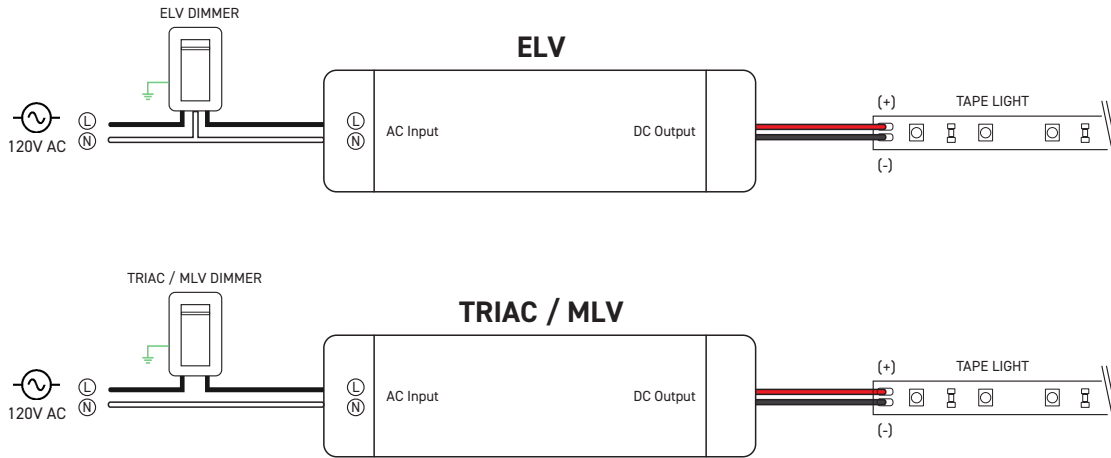 ELV DIMMER
ELV
(+)
TAPE LIGHT
L
L
AC Input
DC Output
N
N
120V AC
(-)
TRIAC / MLV DIMMER
TRIAC / MLV
(+)
TAPE LIGHT
L
L
AC Input
DC Output
N
N
120V AC
(-)